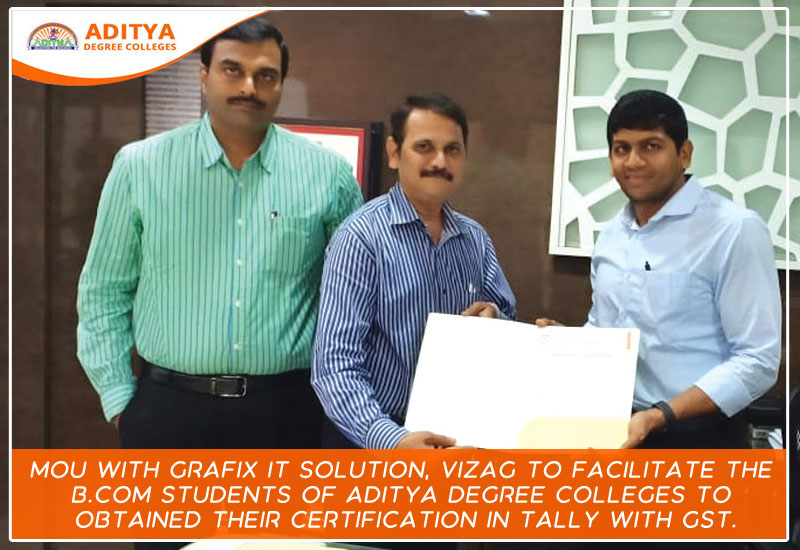 ADITYA
ADITYA
DEGREE COLLEGES
MOU WITH GRAFIX IT SOLUTION, VIZAG TO FACILITATE THE
B.COM STUDENTS OF ADITYA DEGREE COLLEGES TO
OBTAINED THEIR CERTIFICATION IN TALLY WITH GST.